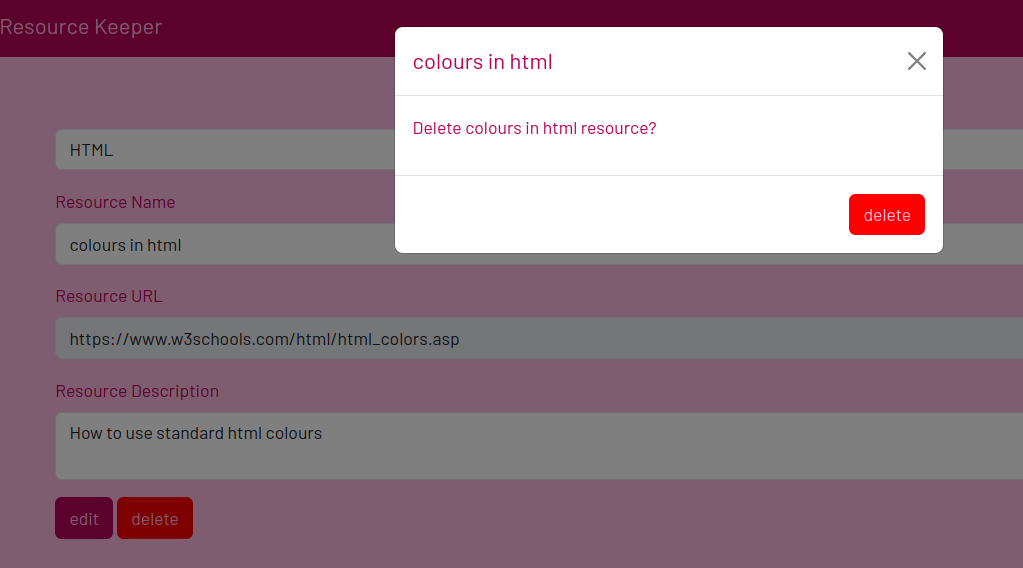 Resource Keeper
colours in html
Delete colours in html resource?
delete
HTML
Resource Name
colours in html
Resource URL
https://www.w3schools.com/html/html_colors.asp
Resource Description
How to use standard html colours
edit delete